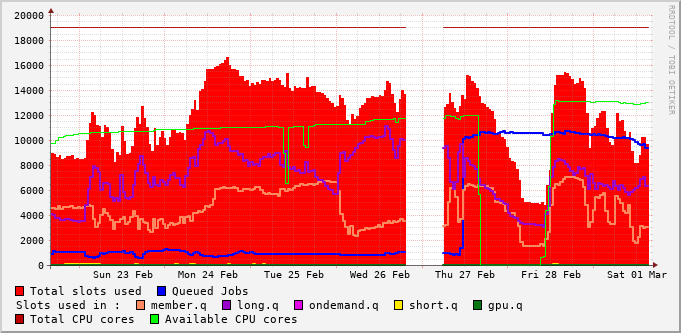 20000
18000
16000
14000
12000
10000
8000
6000
4000
2000
0
Sun 23 Feb Mon 24 Feb Tue 25 Feb Wed 26 Feb Thu 27 Feb Fri 28 Feb Sat 01 Mar
Total slots used Queued Jobs
Slots used in : member.q long.q ondemand.q short.q gpu.q
Total CPU cores Available CPU cores
RRDTOOL / TOBI OETIKER